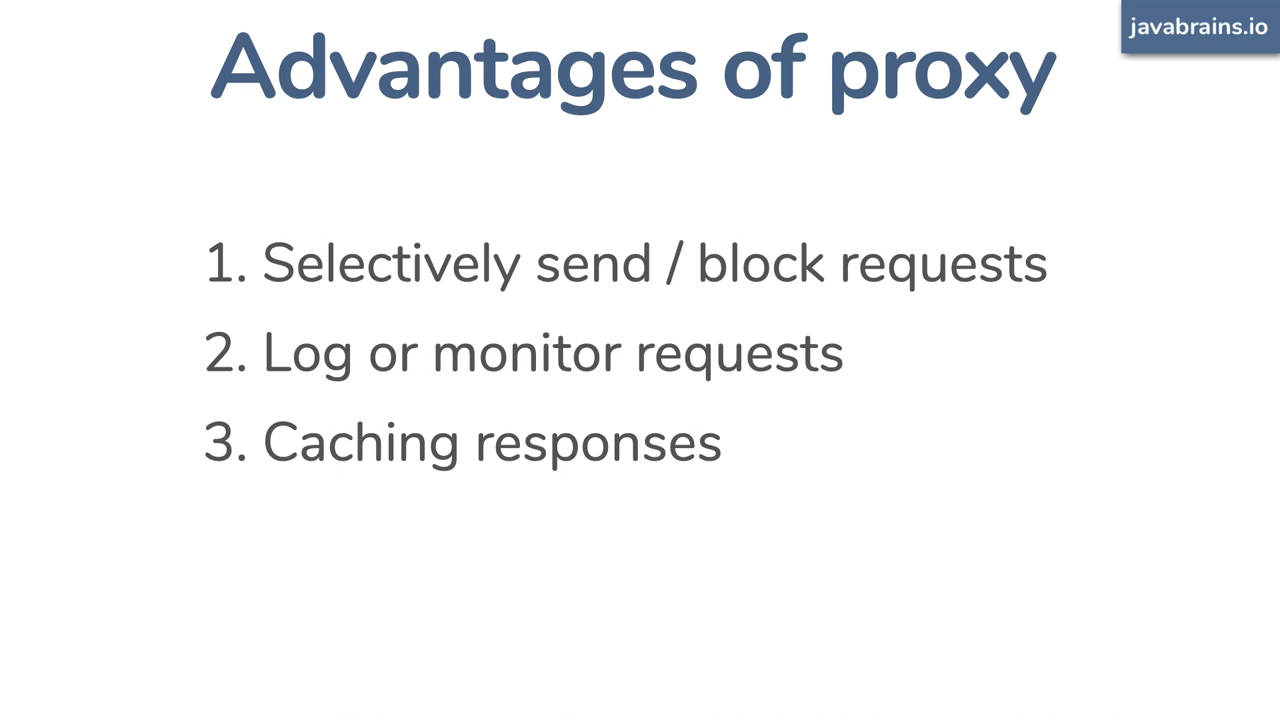 javabrains.io
Advantages of proxy
1. Selectively send / block requests
2. Log or monitor requests
3. Caching responses